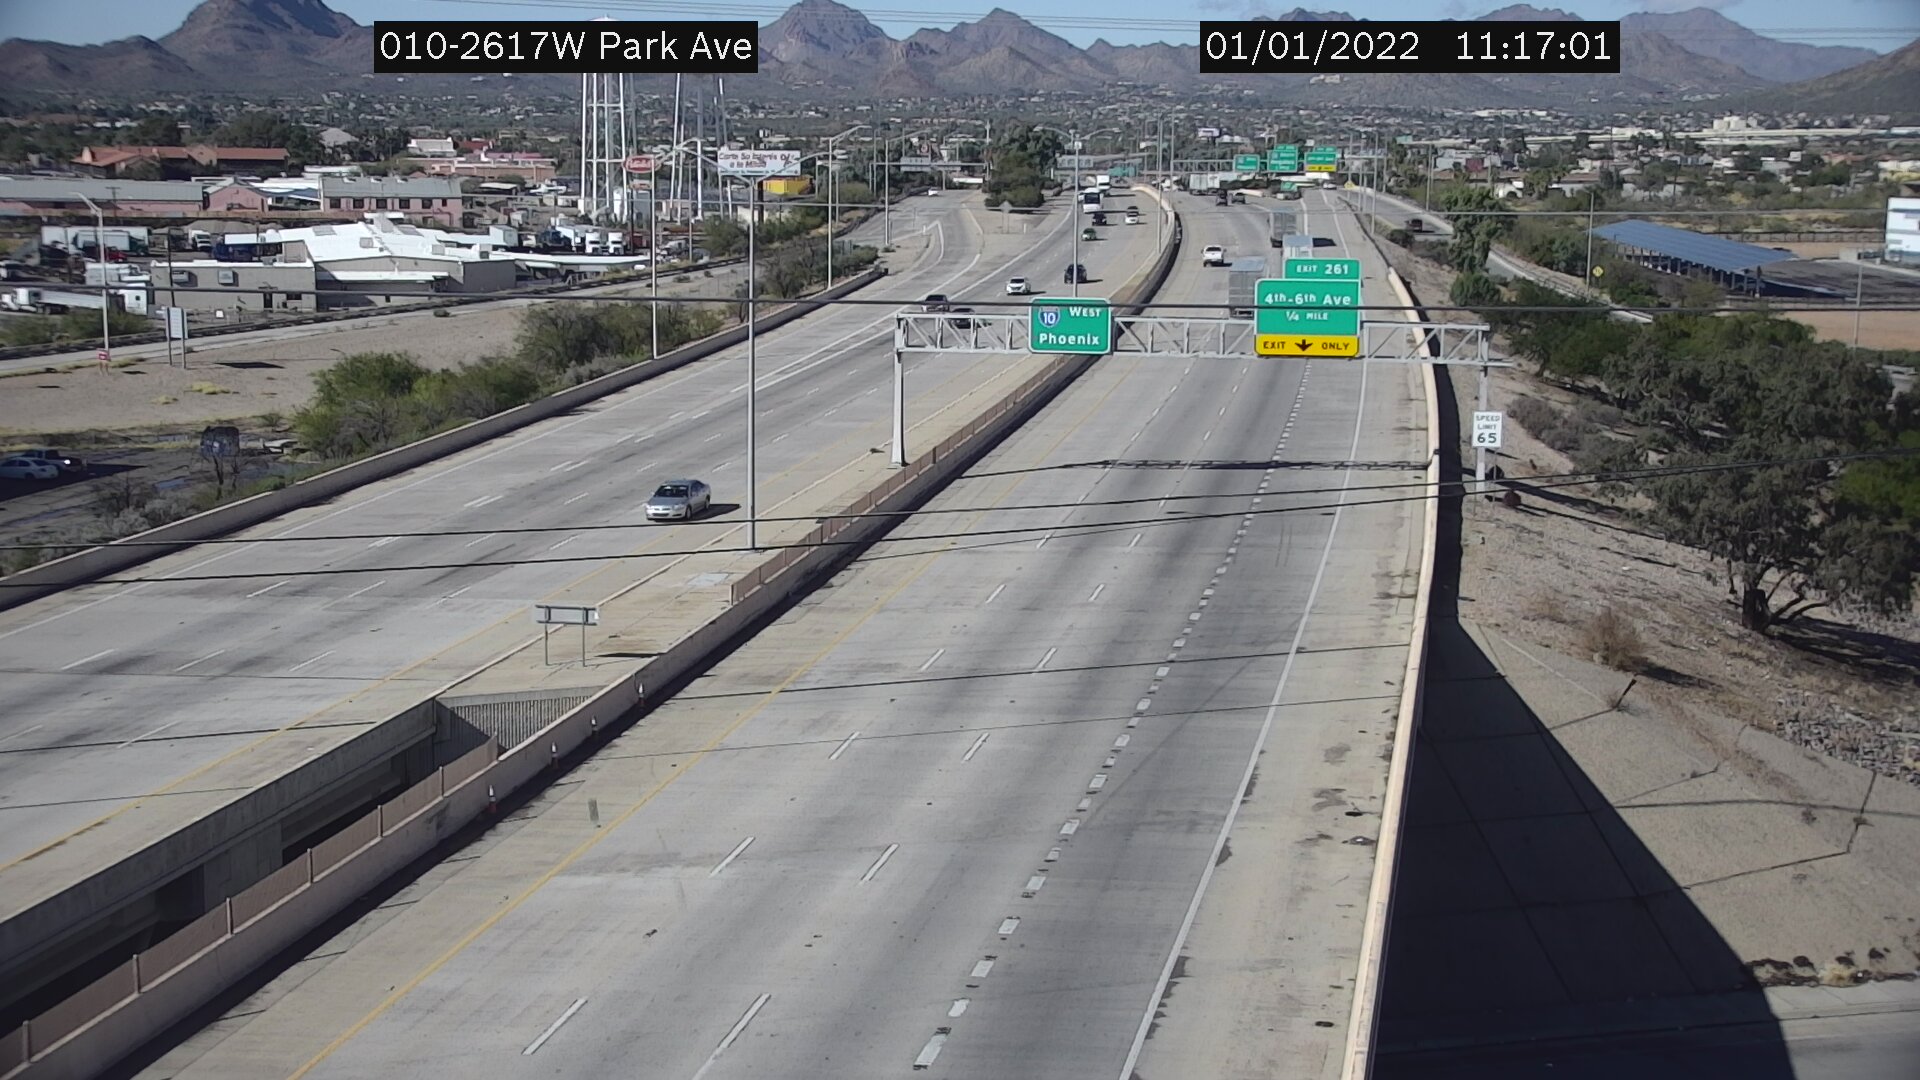 010-2617W Park Ave
01/01/2022 11:17:01
EXIT 261
4th-6th Ave
1/4 MILE
EXIT ONLY
10 WEST
Phoenix
SPEED
LIMIT
65